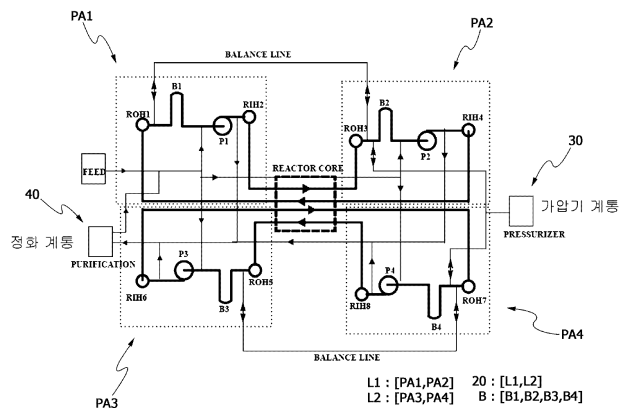 PA1
PA2
BALANCE LINE
B1
RIH2
ROH1
P1
B2
RIH4
ROH3
P2
REACTOR CORE
30
FEED
40
가압기 계통
PRESSURIZER
정화 계통
PURIFICATION
P3
ROH5
RIH6
B3
P4
RIH8
ROH7
B4
BALANCE LINE
PA4
PA3
L1 : [PA1,PA2] 20 : [L1,L2]
L2 : [PA3,PA4] B : [B1,B2,B3,B4]